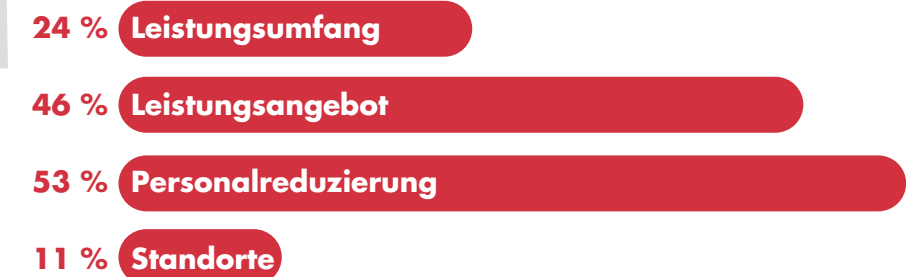 24 % Leistungsumfang
46 % Leistungsangebot
53 % Personalreduzierung
11 % Standorte